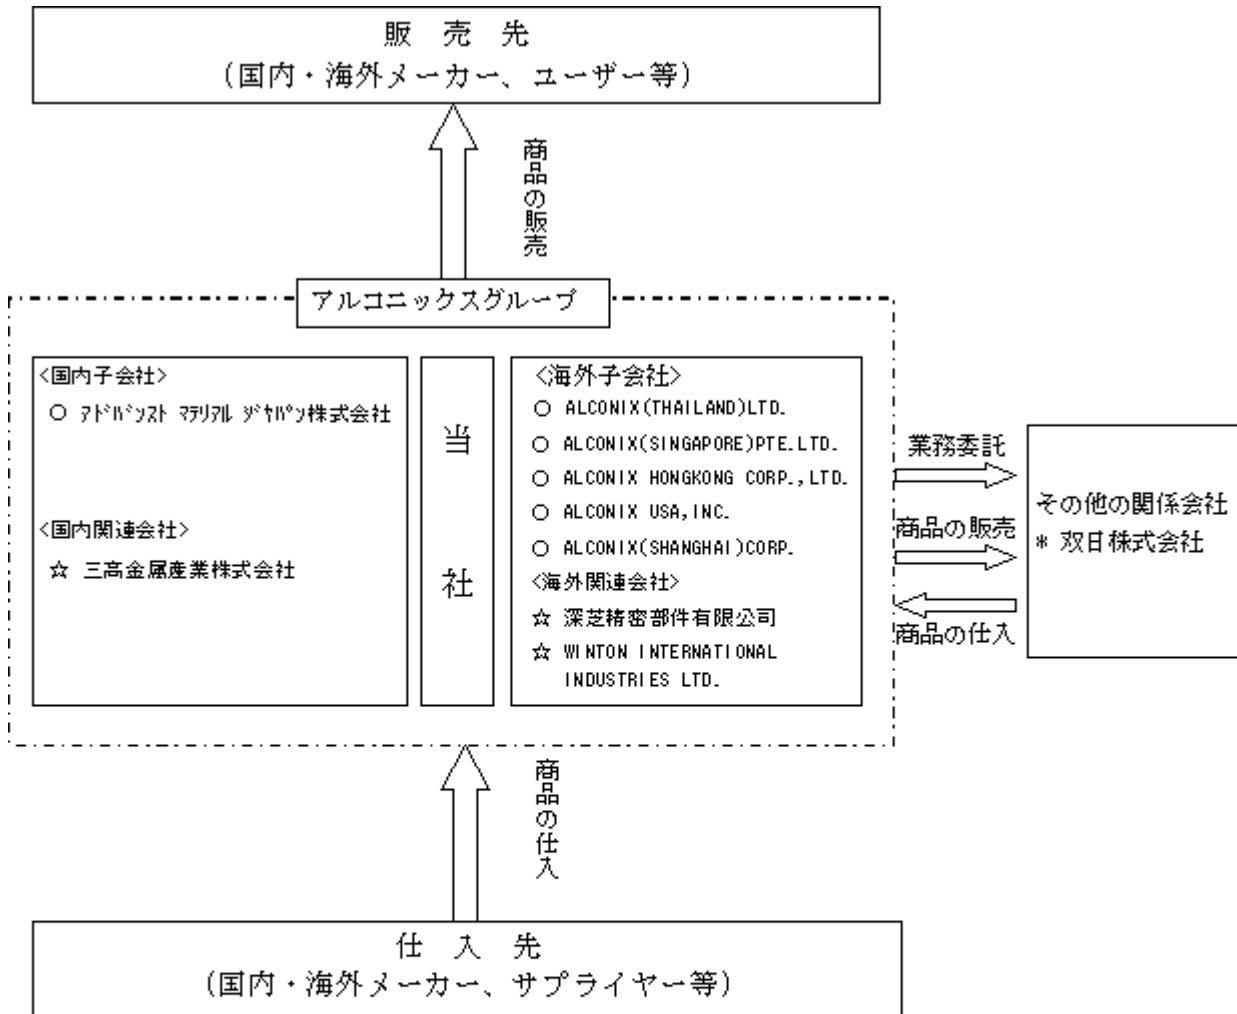 販 売 先
（国内・海外メーカー、ユーザー等）
商品の販売
アルコニックスグループ
<国内子会社>
○ ｱﾄﾞﾊﾞﾝｽﾄ ﾏﾃﾘｱﾙ ｼﾞﾔﾊﾟﾝ株式会社
<国内関連会社>
☆ 三高金属産業株式会社
当
社
<海外子会社>
○ ALCONIX(THAILAND)LTD.
○ ALCONIX(SINGAPORE)PTE.LTD.
○ ALCONIX HONGKONG CORP.,LTD.
○ ALCONIX USA,INC.
○ ALCONIX(SHANGHAI)CORP.
<海外関連会社>
☆ 深芝精密部件有限公司
☆ WINTON INTERNATIONAL
INDUSTRIES LTD.
業務委託
商品の販売
商品の仕入
その他の関係会社
* 双日株式会社
商品の仕入
仕 入 先
（国内・海外メーカー、サプライヤー等）